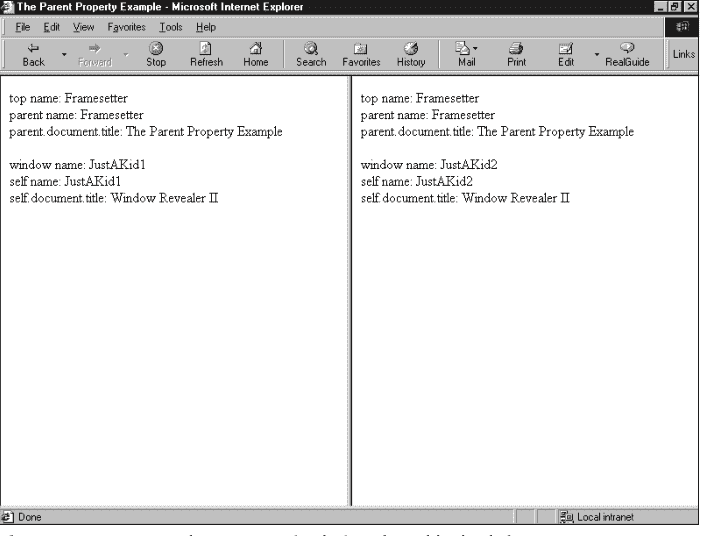 The Parent Property Example - Microsoft Internet Explorer
File Edit View Favorites Tools Help
Back Forward Stop Refresh Home Search Favorites History Mail Print Edit RealGuide Links
top name: Framesetter
parent name: Framesetter
parent.document.title: The Parent Property Example
window name: JustAKid1
self name: JustAKid1
self.document.title: Window Revealer II
top name: Framesetter
parent name: Framesetter
parent.document.title: The Parent Property Example
window name: JustAKid2
self name: JustAKid2
self.document.title: Window Revealer II
Done Local intranet